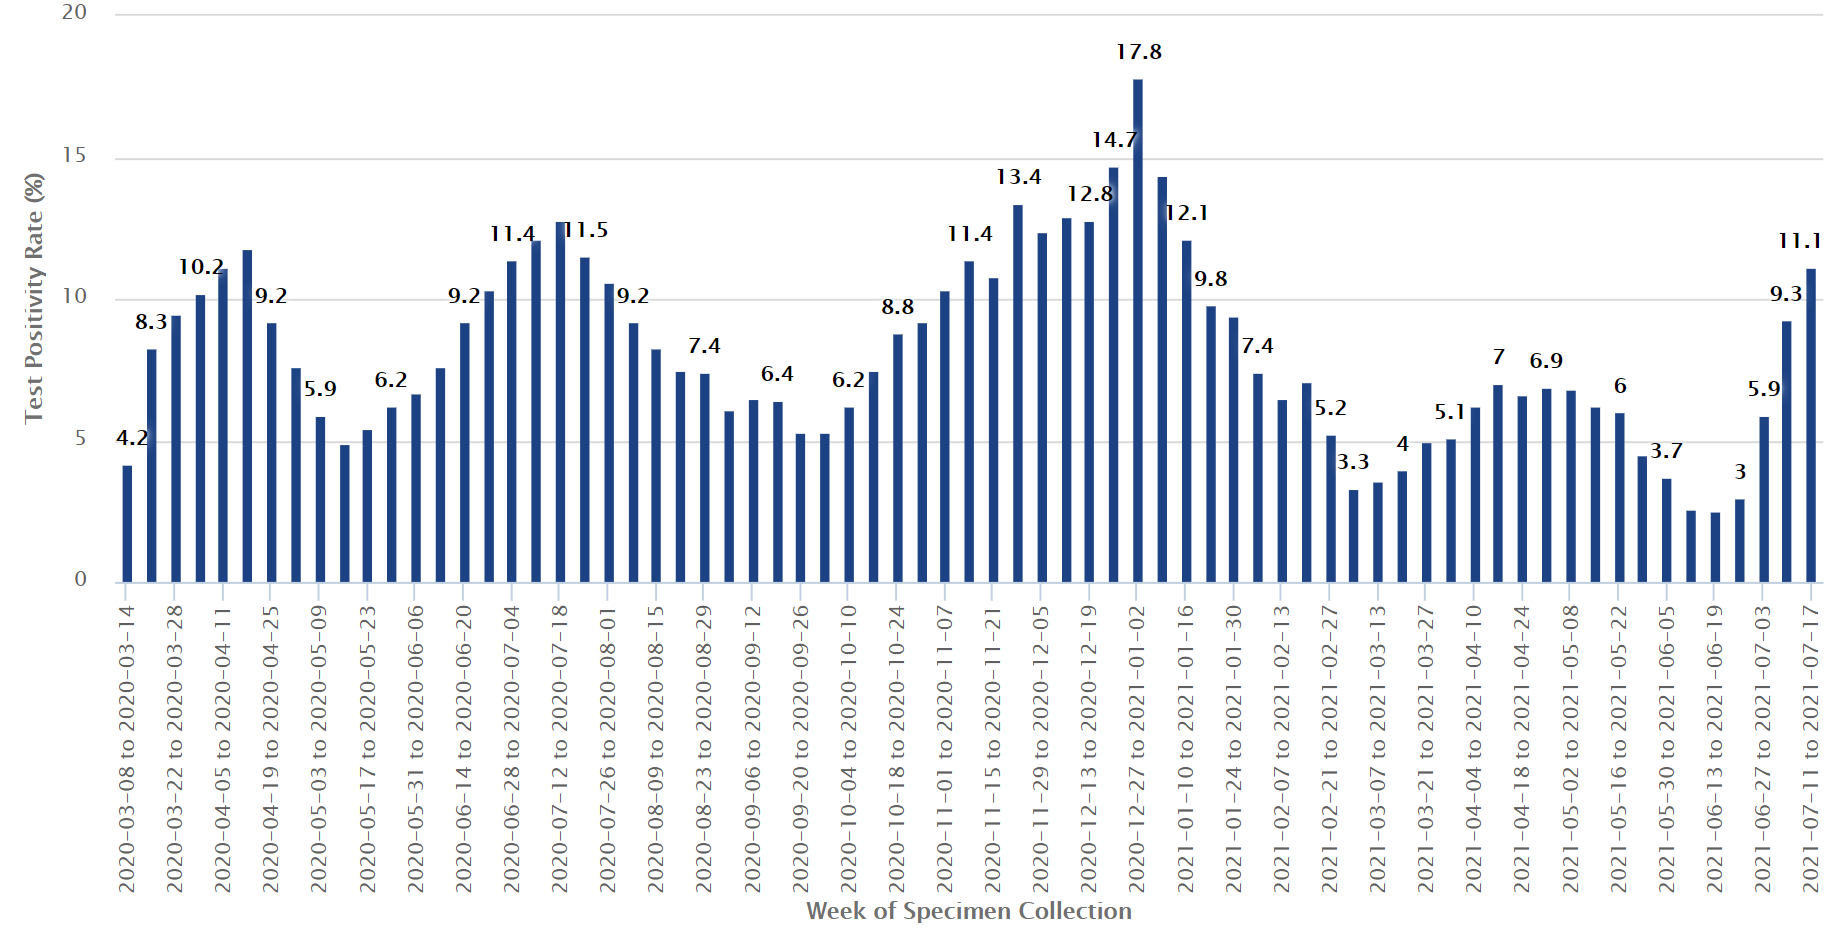 20
15
10
5
0
Test Positivity Rate (%)
4.2
8.3
10.2
9.2
5.9
6.2
9.2
11.4
11.5
9.2
7.4
6.4
6.2
8.8
11.4
13.4
12.8
14.7
17.8
12.1
9.8
7.4
5.2
3.3
4
5.1
7
6.9
6
3.7
3
5.9
9.3
11.1
2020-03-08 to 2020-03-14
2020-03-22 to 2020-03-28
2020-04-05 to 2020-04-11
2020-04-19 to 2020-04-25
2020-05-03 to 2020-05-09
2020-05-17 to 2020-05-23
2020-05-31 to 2020-06-06
2020-06-14 to 2020-06-20
2020-06-28 to 2020-07-04
2020-07-12 to 2020-07-18
2020-07-26 to 2020-08-01
2020-08-09 to 2020-08-15
2020-08-23 to 2020-08-29
2020-09-06 to 2020-09-12
2020-09-20 to 2020-09-26
2020-10-04 to 2020-10-10
2020-10-18 to 2020-10-24
2020-11-01 to 2020-11-07
2020-11-15 to 2020-11-21
2020-11-29 to 2020-12-05
2020-12-13 to 2020-12-19
2020-12-27 to 2021-01-02
2021-01-10 to 2021-01-16
2021-01-24 to 2021-01-30
2021-02-07 to 2021-02-13
2021-02-21 to 2021-02-27
2021-03-07 to 2021-03-13
2021-03-21 to 2021-03-27
2021-04-04 to 2021-04-10
2021-04-18 to 2021-04-24
2021-05-02 to 2021-05-08
2021-05-16 to 2021-05-22
2021-05-30 to 2021-06-05
2021-06-13 to 2021-06-19
2021-06-27 to 2021-07-03
2021-07-11 to 2021-07-17
Week of Specimen Collection